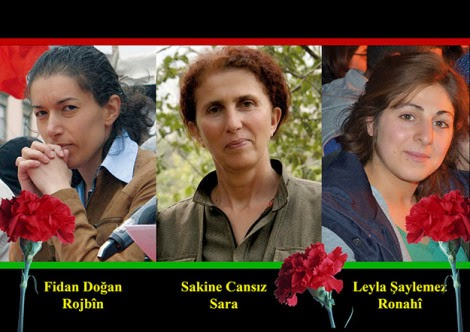 Fidan Doğan
Rojbîn
Sakine Cansız
Sara
Leyla Şaylemez
Ronahî